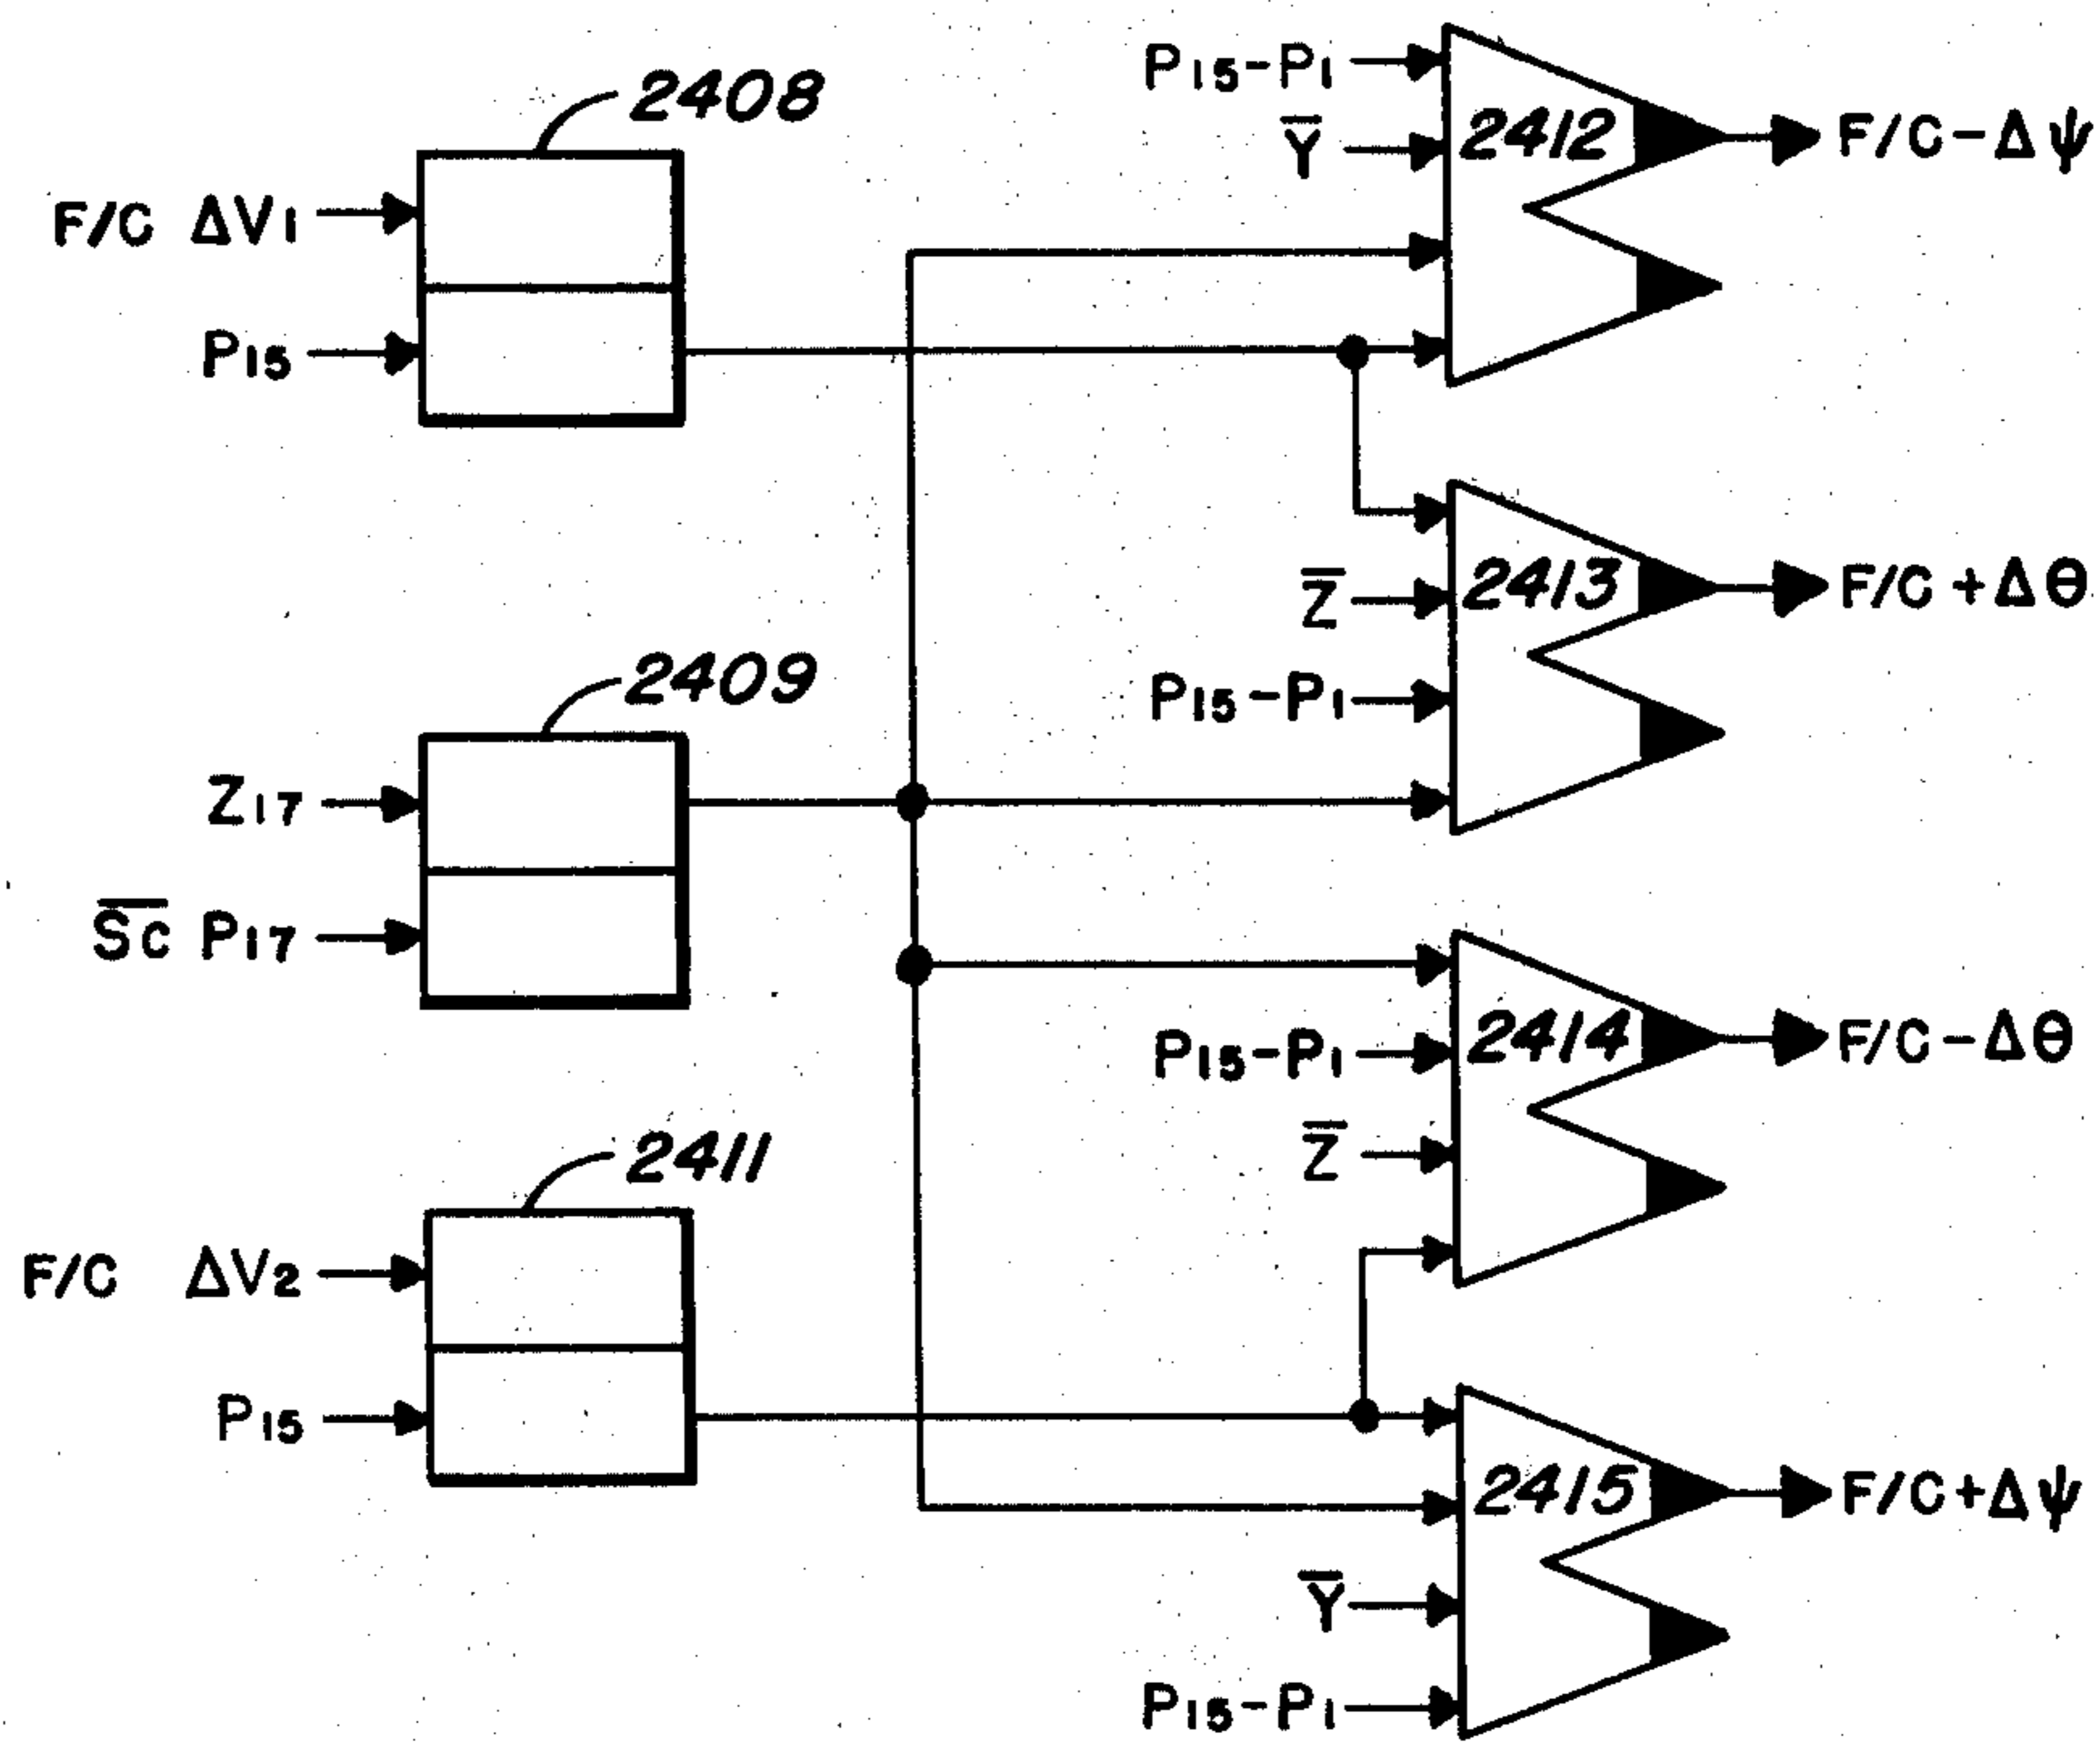 2408
F/C ΔV1
P15
2409
Z17
S̅c̅ P17
2411
F/C ΔV2
P15
P15-P1
Y̅
2412
F/C-Δψ
Z̅
2413
P15-P1
F/C+Δθ
P15-P1
2414
Z̅
F/C-Δθ
2415
Y̅
P15-P1
F/C+Δψ